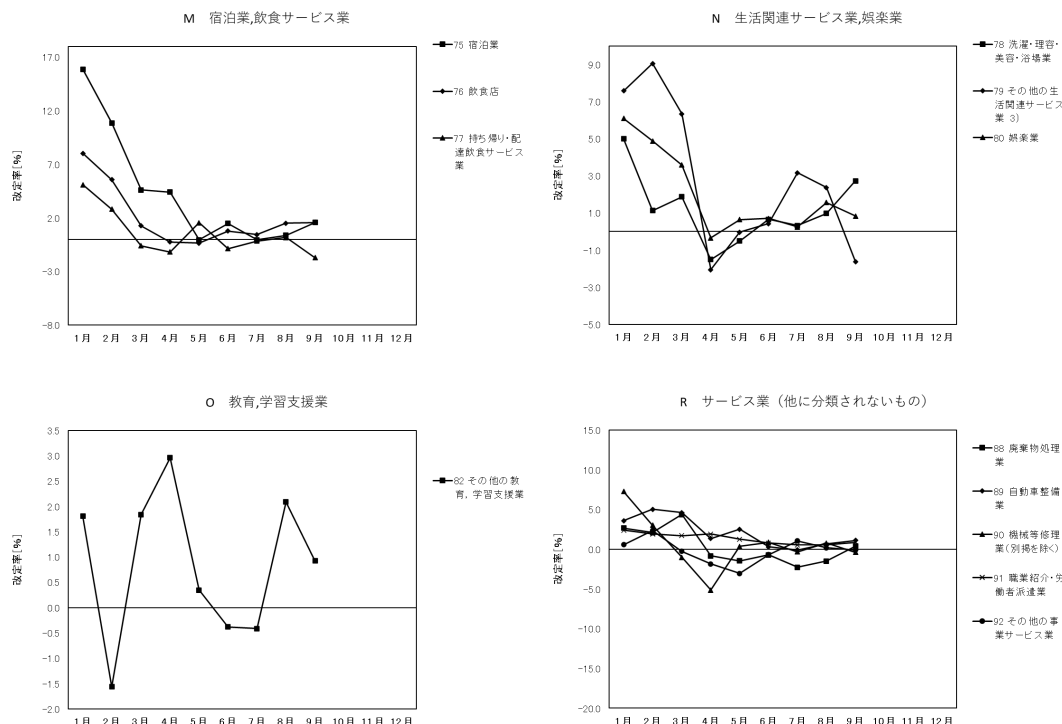 M 宿泊業,飲食サービス業
改定率[%]
17.0
12.0
7.0
2.0
-3.0
-8.0
1月 2月 3月 4月 5月 6月 7月 8月 9月 10月 11月 12月
75 宿泊業
76 飲食店
77 持ち帰り・配
達飲食サービス
業
N 生活関連サービス業,娯楽業
改定率[%]
9.0
7.0
5.0
3.0
1.0
-1.0
-3.0
-5.0
1月 2月 3月 4月 5月 6月 7月 8月 9月 10月 11月 12月
78 洗濯・理容・
美容・浴場業
79 その他の生
活関連サービス
業 3)
80 娯楽業
O 教育,学習支援業
改定率[%]
3.5
3.0
2.5
2.0
1.5
1.0
0.5
0.0
-0.5
-1.0
-1.5
-2.0
1月 2月 3月 4月 5月 6月 7月 8月 9月 10月 11月 12月
82 その他の教
育，学習支援業
R サービス業（他に分類されないもの）
改定率[%]
15.0
10.0
5.0
0.0
-5.0
-10.0
-15.0
-20.0
1月 2月 3月 4月 5月 6月 7月 8月 9月 10月 11月 12月
88 廃棄物処理
業
89 自動車整備
業
90 機械等修理
業(別掲を除く)
91 職業紹介・労
働者派遣業
92 その他の事
業サービス業